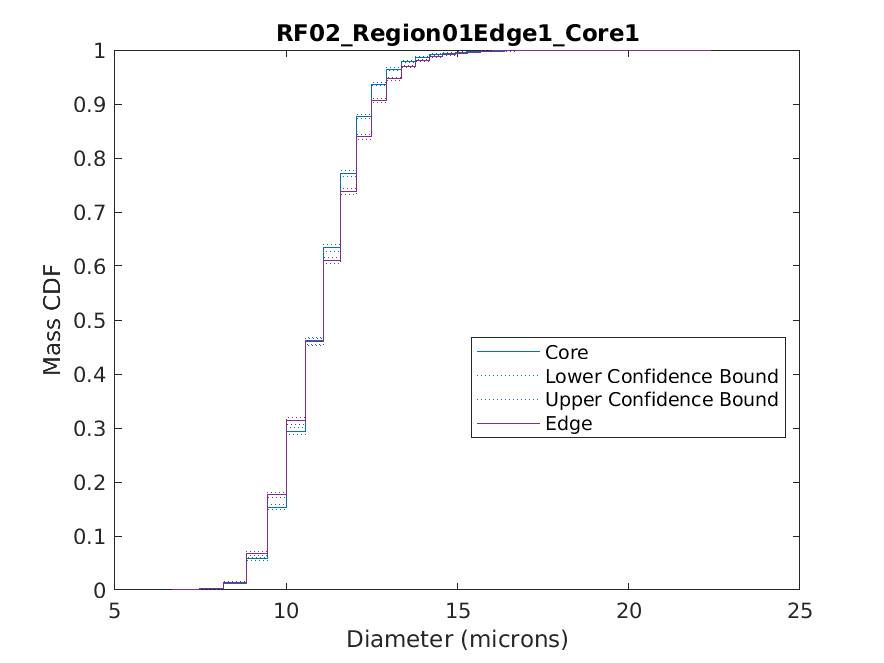 RF02_Region01Edge1_Core1
1
0.9
0.8
0.7
0.6
0.5
0.4
0.3
0.2
0.1
0
Mass CDF
Core
Lower Confidence Bound
Upper Confidence Bound
Edge
5 10 15 20 25
Diameter (microns)